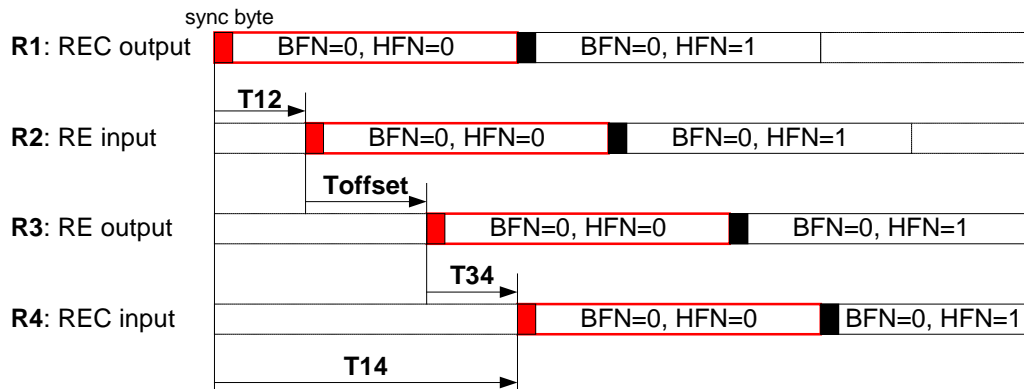 sync byte
R1: REC output BFN=0, HFN=0 BFN=0, HFN=1
T12
R2: RE input BFN=0, HFN=0 BFN=0, HFN=1
Toffset
R3: RE output BFN=0, HFN=0 BFN=0, HFN=1
T34
R4: REC input BFN=0, HFN=0 BFN=0, HFN=1
T14